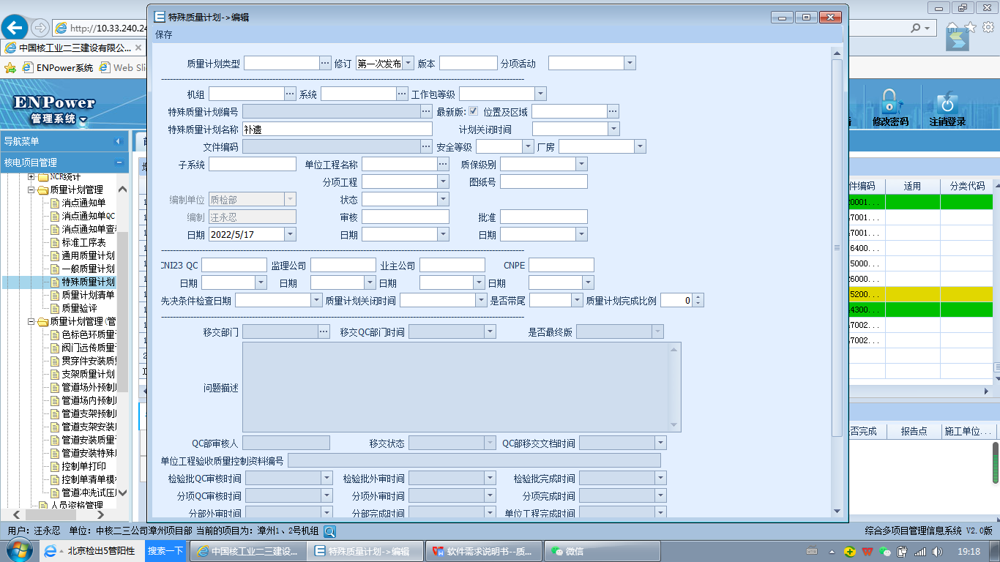 特殊质量计划->编辑
保存
http://10.33.240.24
中国核工业二三建设有限公...
ENPower系统
Web Sli
ENPower
管理系统
修改密码
注销登录
导航菜单
核电项目管理
NCR统计
质量计划管理
消点通知单
消点通知单QC
消点通知单查
标准工序表
通用质量计划
一般质量计划
特殊质量计划
质量计划清单
质量验评
质量计划管理(管
色标色环质量
阀门远传质量
贯穿件安装质
支架质量计划
管道场外预制
管道场内预制
管道支架预制
管道支架安装
管道安装质量
管道安装特殊
控制单打印
控制单清单模
管道冲洗试压
人员资格管理
质量计划类型 修订 第一次发布 版本 分项活动
机组 系统 工作包等级
特殊质量计划编号 最新版: 位置及区域
特殊质量计划名称 补遗 计划关闭时间
文件编码 安全等级 厂房
子系统 单位工程名称 质保级别
分项工程 图纸号
编制单位 质检部 状态
编制 汪永忍 审核 批准
日期 2022/5/17 日期 日期
CNI23 QC 监理公司 业主公司 CNPE
日期 日期 日期 日期
先决条件检查日期 质量计划关闭时间 是否带尾 质量计划完成比例 0
移交部门 移交QC部门时间 是否最终版
问题描述
QC部审核人 移交状态 QC部移交文档时间
单位工程验收质量控制资料编号
检验批QC审核时间 检验批外审时间 检验批完成时间
分项QC审核时间 分项外审时间 分项完成时间
分部外审时间 分部完成时间 单位工程完成时间
件编码 适用 分类代码
0001...
7001...
7001...
6400...
5000...
6000...
5200...
4300...
7002...
7002...
否完成 报告点 施工单位...
用户: 汪永忍 单位: 中核二三公司漳州项目部 当前的项目为: 漳州1、2号机组
综合多项目管理信息系统 V2.0版
北京检出5管阳性 搜索一下 中国核工业二三建设... 特殊质量计划->编辑 软件需求说明书--质... 微信 19:18